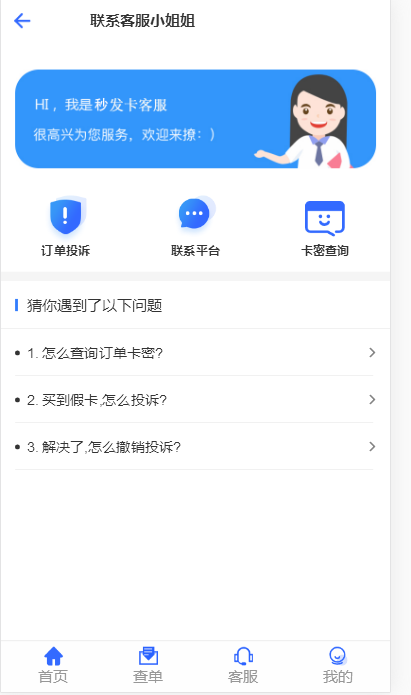 联系客服小姐姐
HI，我是秒发卡客服
很高兴为您服务，欢迎来撩：）
订单投诉
联系平台
卡密查询
猜你遇到了以下问题
1. 怎么查询订单卡密?
2. 买到假卡,怎么投诉?
3. 解决了,怎么撤销投诉?
首页
查单
客服
我的